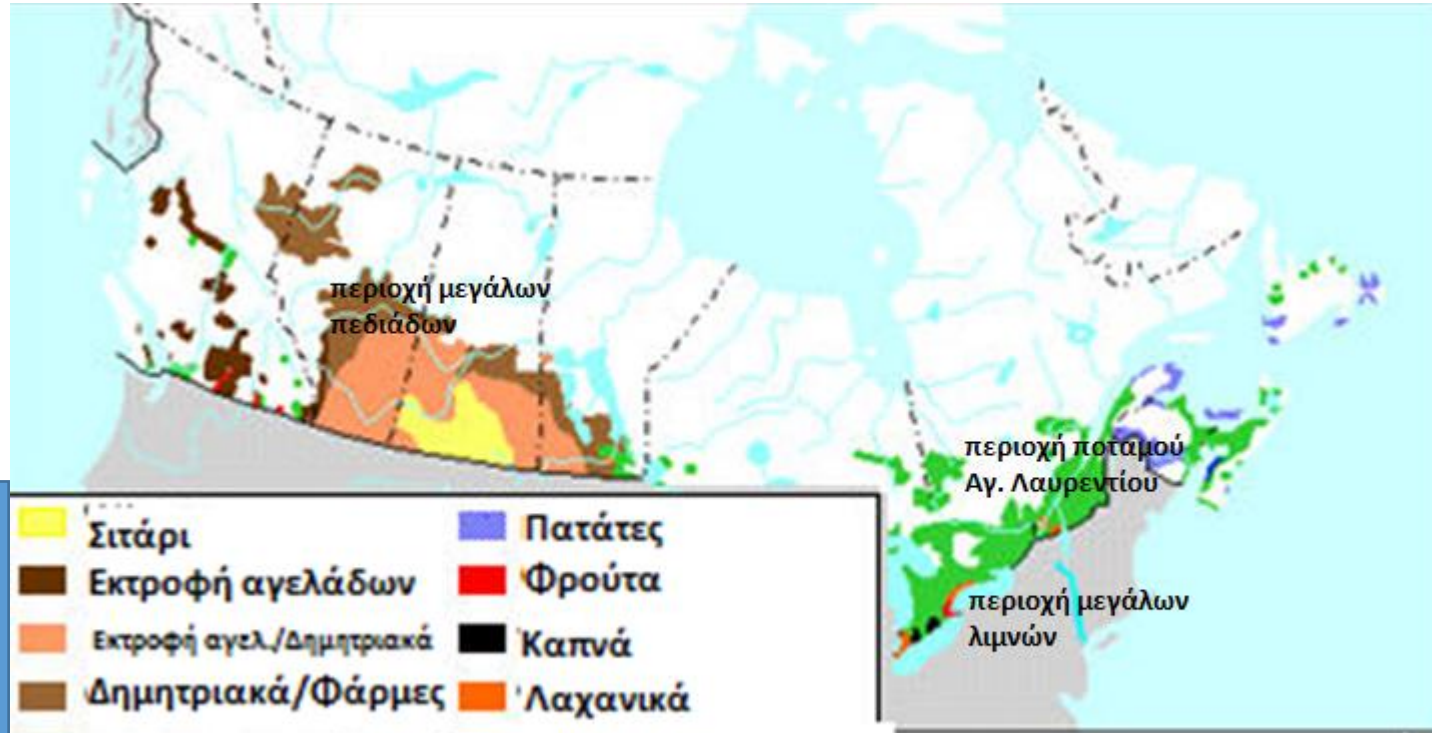 περιοχή μεγάλων
πεδιάδων
περιοχή ποταμού
Αγ. Λαυρεντίου
περιοχή μεγάλων
λιμνών
Σιτάρι
Εκτροφή αγελάδων
Εκτροφή αγελ./Δημητριακά
Δημητριακά/Φάρμες
Πατάτες
Φρούτα
Καπνά
Λαχανικά